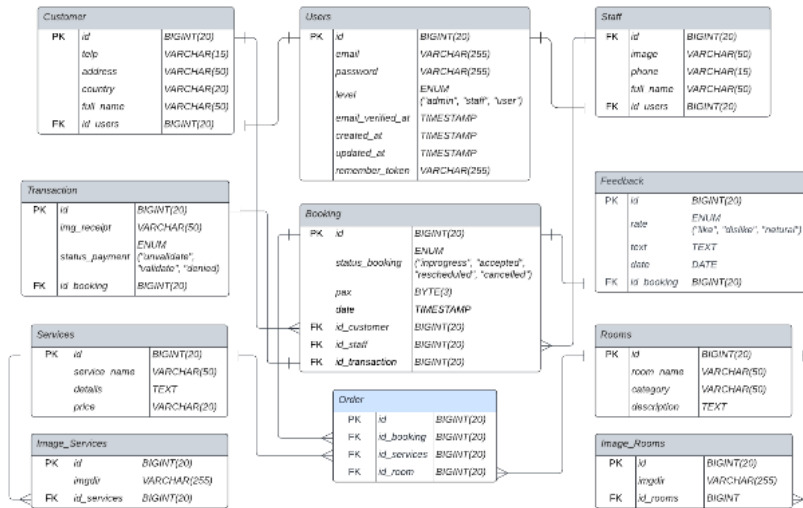 Customer
PK id BIGINT(20)
telp VARCHAR(15)
address VARCHAR(50)
country VARCHAR(20)
full_name VARCHAR(50)
FK id_users BIGINT(20)
Users
PK id BIGINT(20)
email VARCHAR(255)
password VARCHAR(255)
level ENUM
("admin", "staff", "user")
email_verified_at TIMESTAMP
created_at TIMESTAMP
updated_at TIMESTAMP
remember_token VARCHAR(255)
Staff
FK id BIGINT(20)
image VARCHAR(50)
phone VARCHAR(15)
full_name VARCHAR(50)
FK id_users BIGINT(20)
Transaction
PK id BIGINT(20)
img_receipt VARCHAR(50)
status_payment ENUM
("unvalidate",
"validate", "denied)
FK id_booking BIGINT(20)
Booking
PK id BIGINT(20)
status_booking ENUM
("inprogress", "accepted",
"rescheduled", "cancelled")
pax BYTE(3)
date TIMESTAMP
FK id_customer BIGINT(20)
FK id_staff BIGINT(20)
FK id_transaction BIGINT(20)
Feedback
PK id BIGINT(20)
rate ENUM
("like", "dislike", "netural")
text TEXT
date DATE
FK id_booking BIGINT(20)
Services
PK id BIGINT(20)
service_name VARCHAR(50)
details TEXT
price VARCHAR(20)
Order
PK id BIGINT(20)
FK id_booking BIGINT(20)
FK id_services BIGINT(20)
FK id_room BIGINT(20)
Rooms
PK id BIGINT(20)
room_name VARCHAR(50)
category VARCHAR(50)
description TEXT
Image_Services
PK id BIGINT(20)
imgdir VARCHAR(255)
FK id_services BIGINT(20)
Image_Rooms
PK id BIGINT(20)
imgdir VARCHAR(255)
FK id_rooms BIGINT